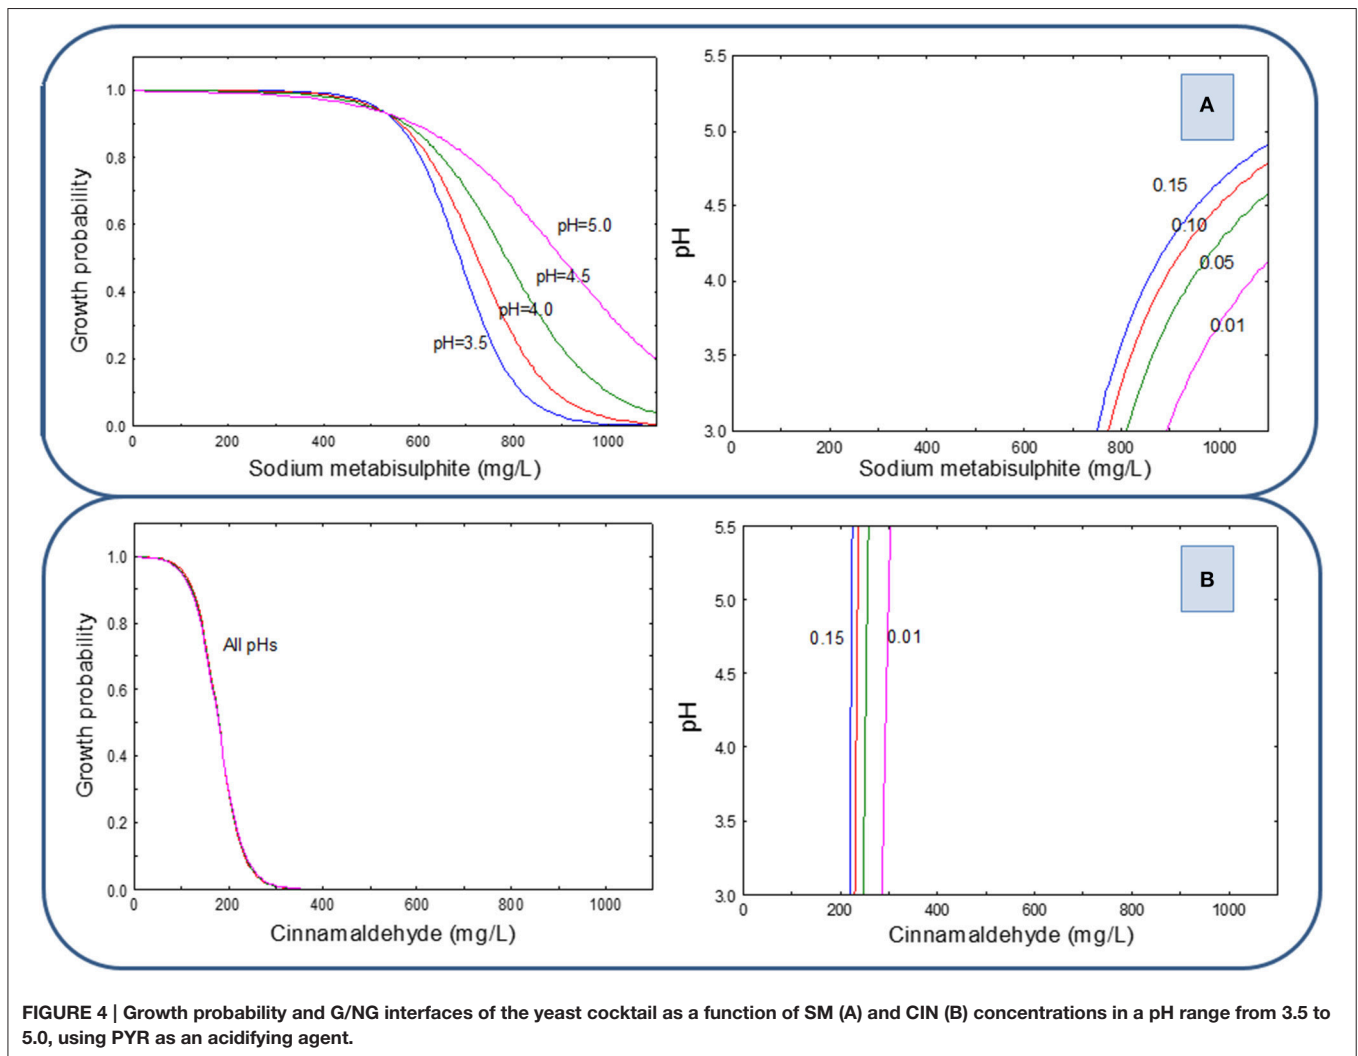 A
Growth probability
1.0
0.8
0.6
0.4
0.2
0.0
pH=5.0
pH=4.5
pH=4.0
pH=3.5
0 200 400 600 800 1000
Sodium metabisulphite (mg/L)
pH
5.5
5.0
4.5
4.0
3.5
3.0
0.15
0.10
0.05
0.01
0 200 400 600 800 1000
Sodium metabisulphite (mg/L)
B
Growth probability
1.0
0.8
0.6
0.4
0.2
0.0
All pHs
0 200 400 600 800 1000
Cinnamaldehyde (mg/L)
pH
5.5
5.0
4.5
4.0
3.5
3.0
0.15 0.01
0 200 400 600 800 1000
Cinnamaldehyde (mg/L)
FIGURE 4 | Growth probability and G/NG interfaces of the yeast cocktail as a function of SM (A) and CIN (B) concentrations in a pH range from 3.5 to
5.0, using PYR as an acidifying agent.